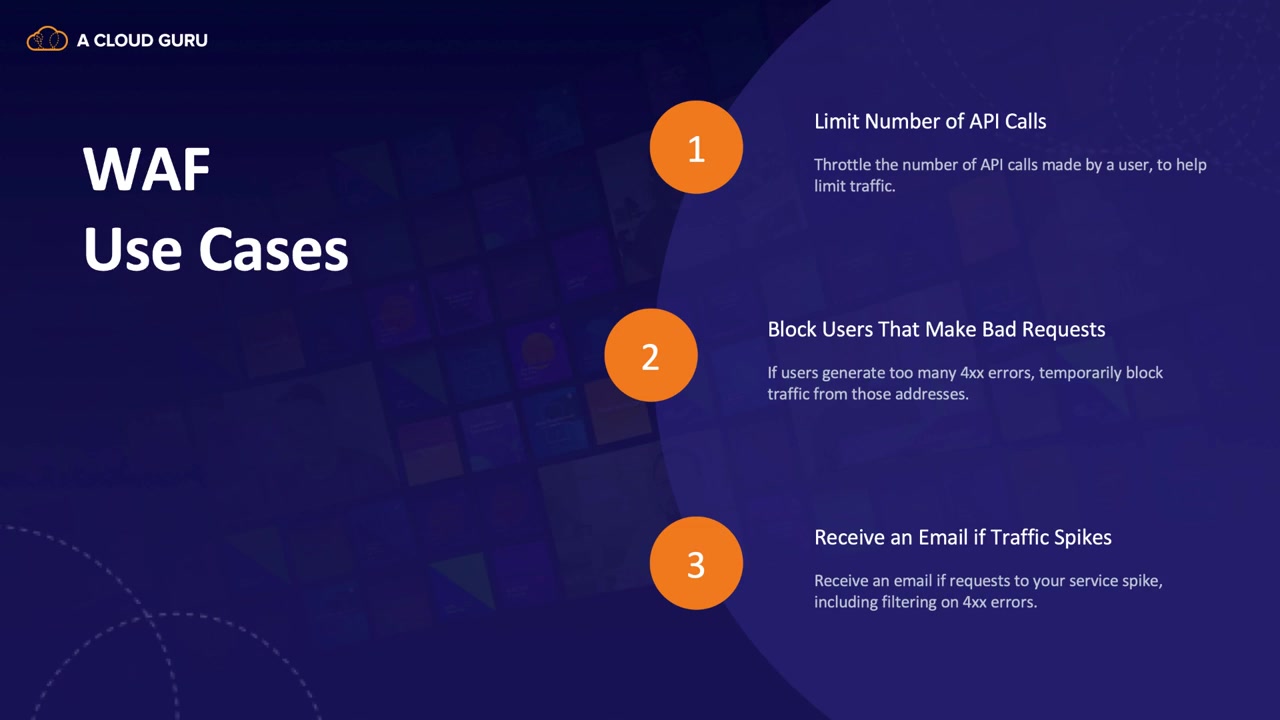 A CLOUD GURU
WAF
Use Cases
1
Limit Number of API Calls
Throttle the number of API calls made by a user, to help
limit traffic.
2
Block Users That Make Bad Requests
If users generate too many 4xx errors, temporarily block
traffic from those addresses.
3
Receive an Email if Traffic Spikes
Receive an email if requests to your service spike,
including filtering on 4xx errors.